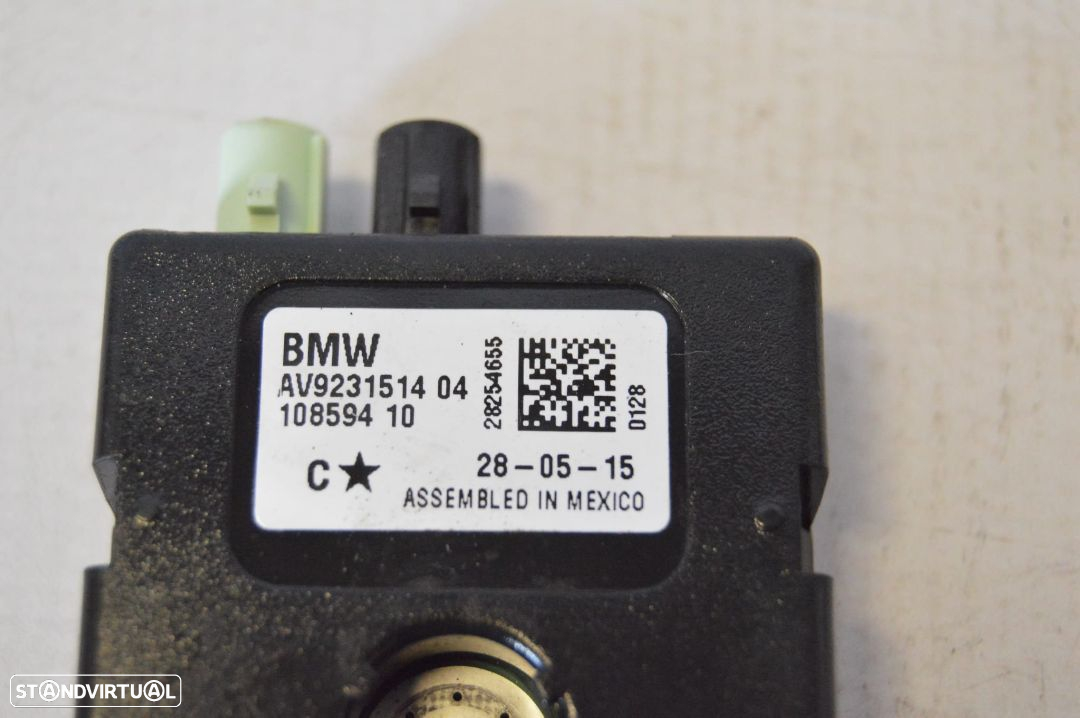 BMW
AV9231514 04
108594 10
28254655
0128
C★
28-05-15
ASSEMBLED IN MEXICO
STANDVIRTUAL